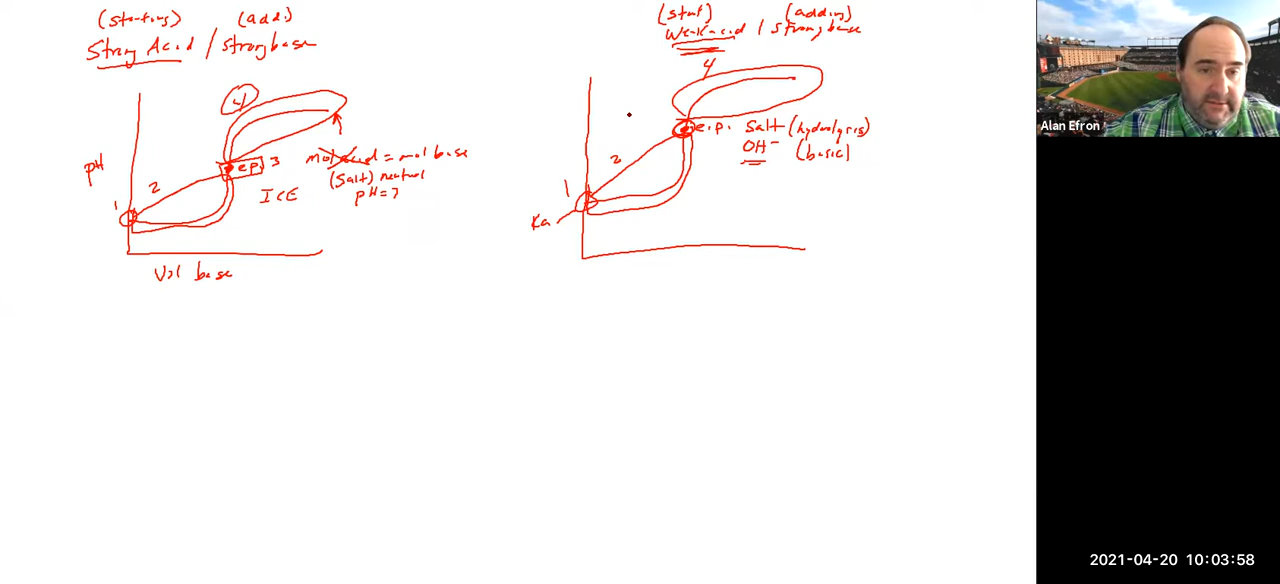 (starting) (add.)
Strong Acid / strong base
4
pH
2
1
e.p. 3
mol acid = mol base
(Salt) neutral
pH = 7
ICE
Vol base
(start) (adding)
Weak acid / strong base
4
e.p. Salt (hydrolysis)
OH⁻ (basic)
2
1
Ka
Alan Efron
2021-04-20 10:03:58